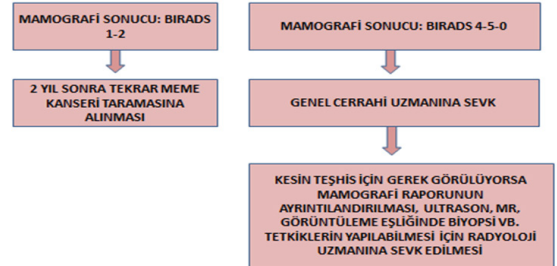 MAMOGRAFİ SONUCU: BIRADS
1-2
2 YIL SONRA TEKRAR MEME
KANSERİ TARAMASINA
ALINMASI
MAMOGRAFİ SONUCU: BIRADS 4-5-0
GENEL CERRAHİ UZMANINA SEVK
KESİN TEŞHİS İÇİN GEREK GÖRÜLÜYORSA
MAMOGRAFİ RAPORUNUN
AYRINTILANDIRILMASI, ULTRASON, MR,
GÖRÜNTÜLEME EŞLİĞİNDE BİYOPSİ VB.
TETKİKLERİN YAPILABİLMESİ İÇİN RADYOLOJİ
UZMANINA SEVK EDİLMESİ